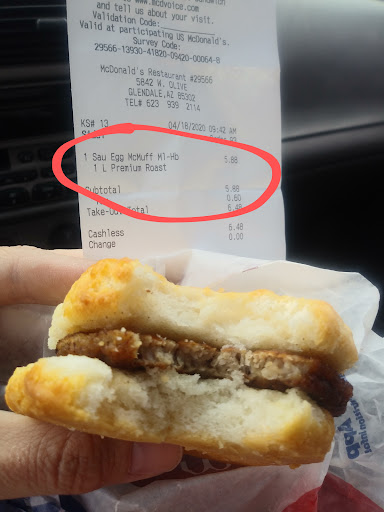 www.mcdvoice.com
and tell us about your visit.
Validation Code:
Valid at participating US McDonald's.
Survey Code:
29566-13930-41820-09420-00064-8
McDonald's Restaurant #29566
5842 W. OLIVE
GLENDALE,AZ 85302
TEL# 623 939 2114
KS# 13 04/18/2020 09:42 AM
1 Sau Egg McMuff Ml-Hb 5.88
1 L Premium Roast
Subtotal 5.88
0.60
Take-Out Total 6.48
Cashless 6.48
Change 0.00
App